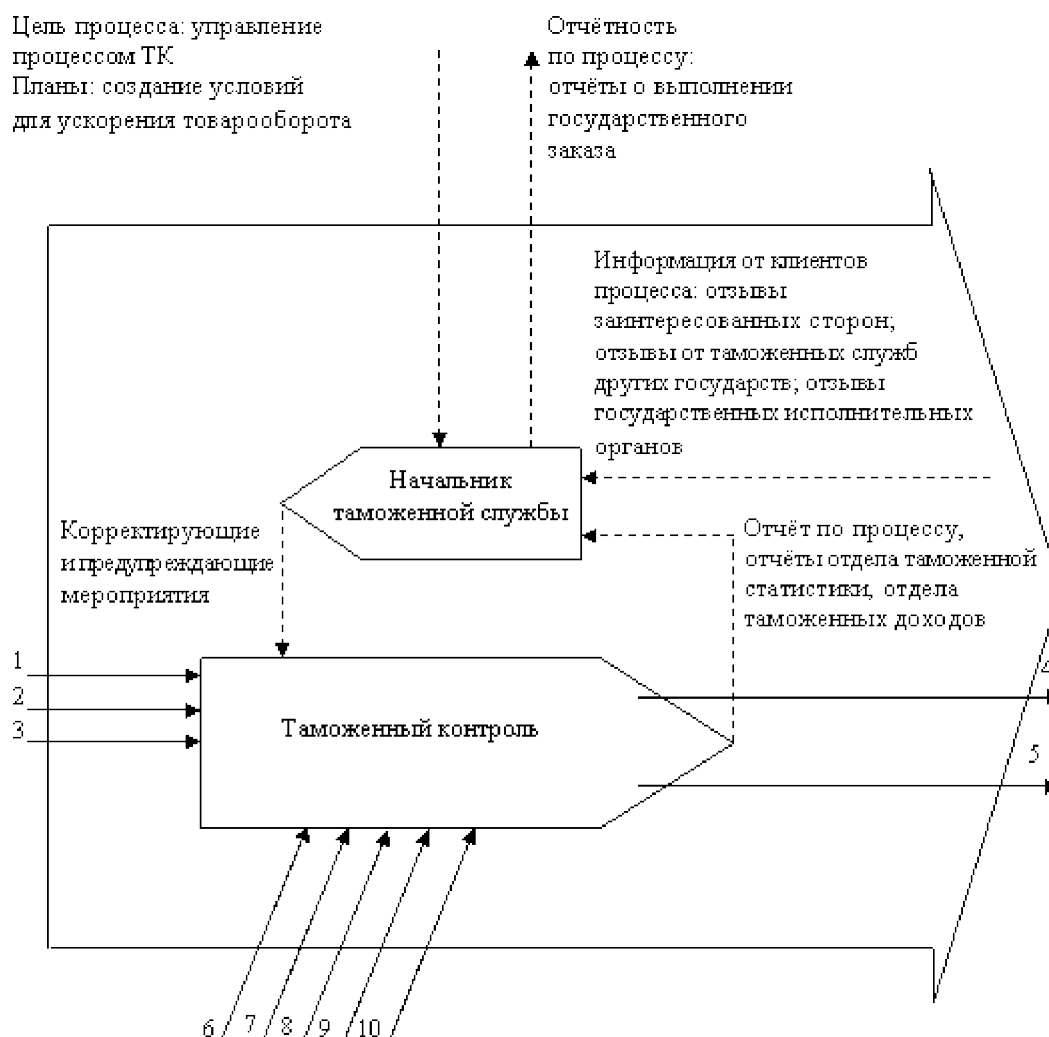 Цель процесса: управление
процессом ТК
Планы: создание условий
для ускорения товарооборота
Отчётность
по процессу:
отчёты о выполнении
государственного
заказа
Информация от клиентов
процесса: отзывы
заинтересованных сторон;
отзывы от таможенных служб
других государств; отзывы
государственных исполнительных
органов
Начальник
таможенной службы
Корректирующие
и предупреждающие
мероприятия
Отчёт по процессу,
отчёты отдела таможенной
статистики, отдела
таможенных доходов
1
2
3
Таможенный контроль
4
5
6
7
8
9
10